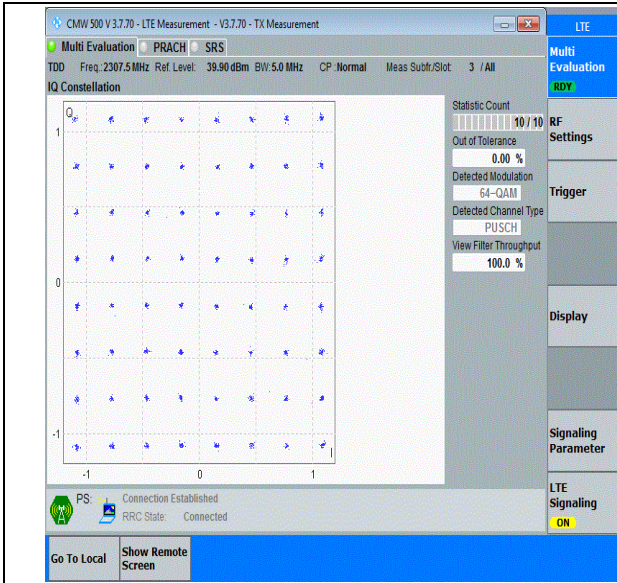 CMW 500 V 3.7.70 - LTE Measurement - V3.7.70 - TX Measurement
LTE
Multi Evaluation PRACH SRS
TDD Freq.:2307.5 MHz Ref. Level: 39.90 dBm BW:5.0 MHz CP :Normal Meas Subfr./Slot: 3 / All
IQ Constellation
Q
1
0
-1
-1 0 1
I
Statistic Count
10 / 10
Out of Tolerance
0.00 %
Detected Modulation
64-QAM
Detected Channel Type
PUSCH
View Filter Throughput
100.0 %
PS: Connection Established
RRC State: Connected
Multi
Evaluation
RDY
RF
Settings
Trigger
Display
Signaling
Parameter
LTE
Signaling
ON
Go To Local
Show Remote
Screen